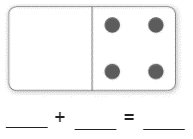 ___ + ___ = ___